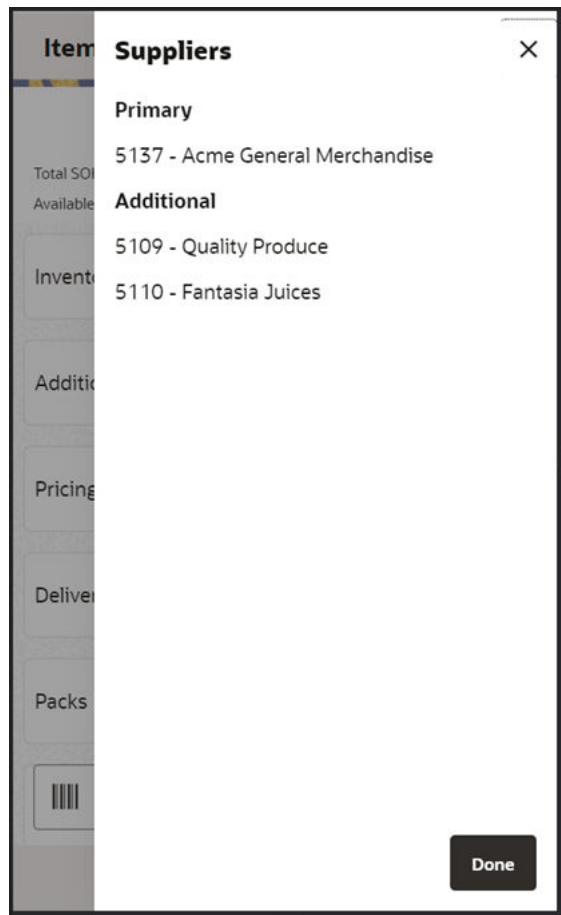 Item
Suppliers
Primary
5137 - Acme General Merchandise
Additional
5109 - Quality Produce
5110 - Fantasia Juices
Total SO
Available
Invent
Additi
Pricing
Deliver
Packs
Done